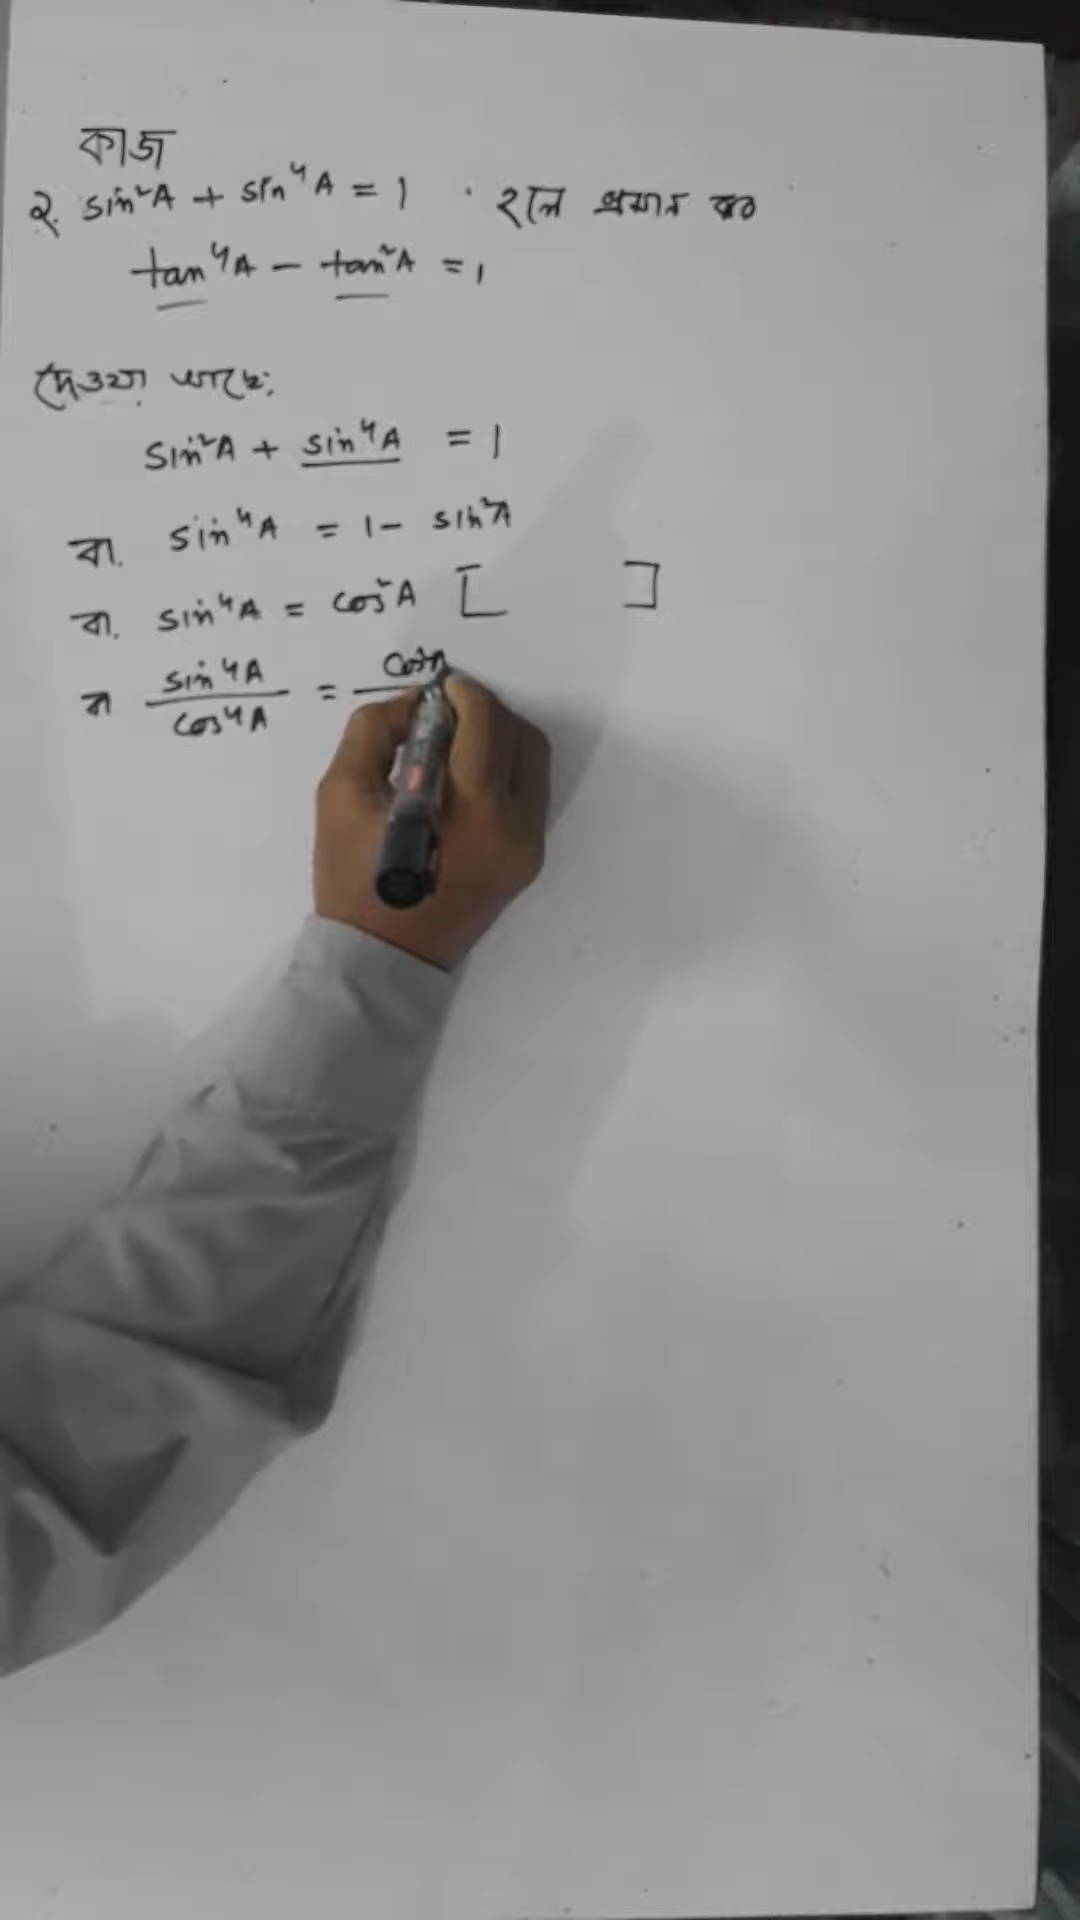 কাজ
২. sin²A + sin⁴A = 1 হলে প্রমান কর
tan⁴A − tan²A = 1
দেওয়া আছে,
sin²A + sin⁴A = 1
বা. sin⁴A = 1 − sin²A
বা. sin⁴A = cos²A [ ]
বা sin⁴A/cos⁴A = cos²A